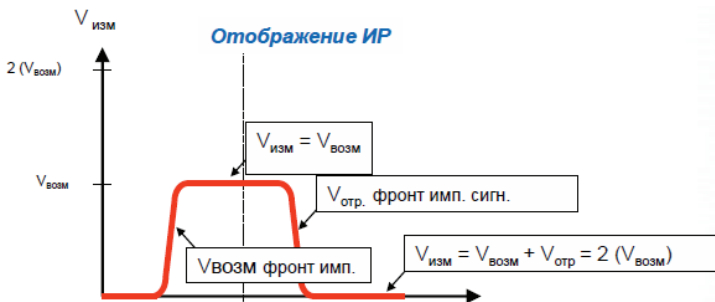 V изм
Отображение ИР
2 (Vвозм)
Vизм = Vвозм
Vвозм
Vотр. фронт имп. сигн.
Vвозм фронт имп.
Vизм = Vвозм + Vотр = 2 (Vвозм)